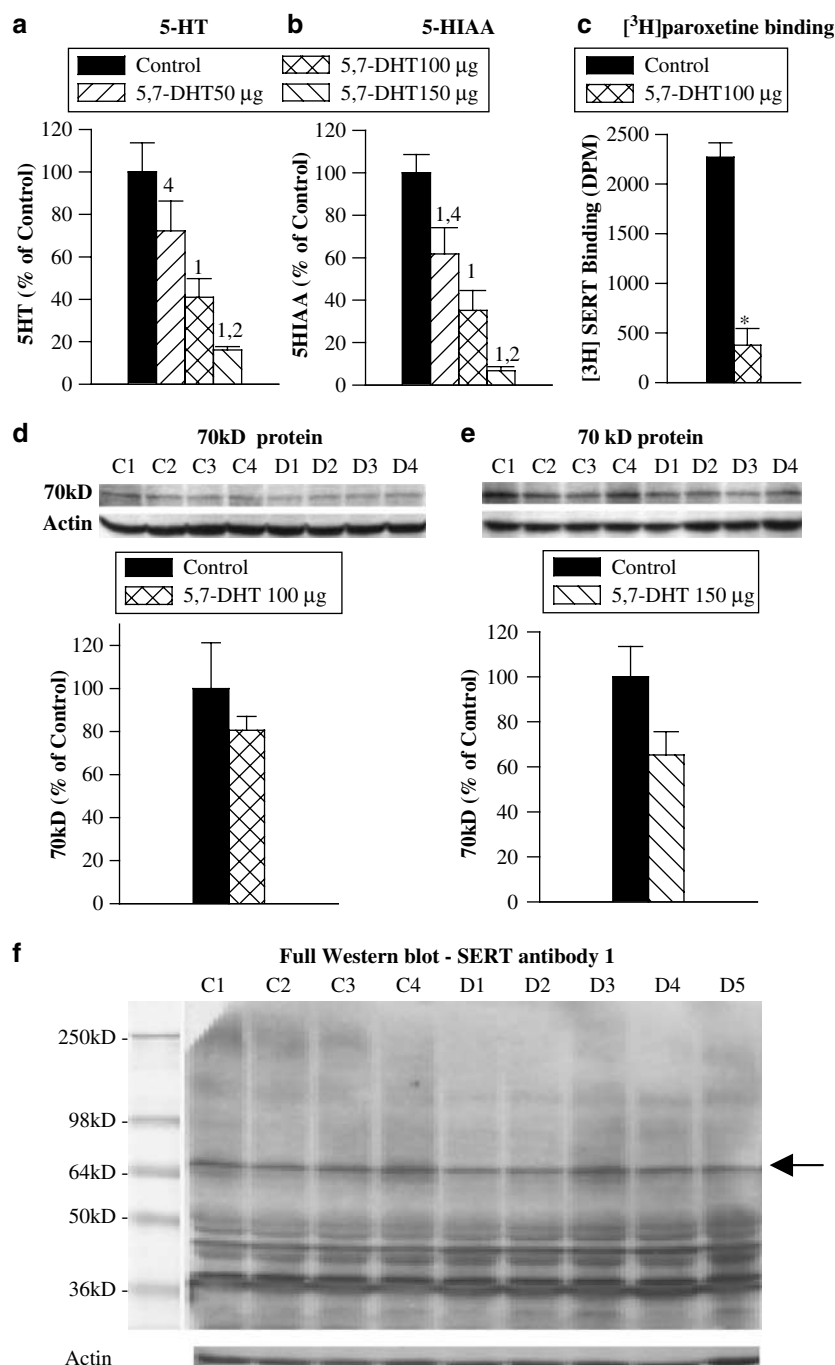 a 5-HT b 5-HIAA c [³H]paroxetine binding
Control 5,7-DHT100 µg
5,7-DHT50 µg 5,7-DHT150 µg
Control
5,7-DHT100 µg
5HT (% of Control)
120
100
80
60
40
20
0
4
1
1,2
5HIAA (% of Control)
120
100
80
60
40
20
0
1,4
1
1,2
[3H] SERT Binding (DPM)
2500
2000
1500
1000
500
0
*
d 70kD protein
C1 C2 C3 C4 D1 D2 D3 D4
70kD
Actin
Control
5,7-DHT 100 µg
70kD (% of Control)
120
100
80
60
40
20
0
e 70 kD protein
C1 C2 C3 C4 D1 D2 D3 D4
Control
5,7-DHT 150 µg
70kD (% of Control)
120
100
80
60
40
20
0
f Full Western blot - SERT antibody 1
C1 C2 C3 C4 D1 D2 D3 D4 D5
250kD -
98kD -
64kD -
50kD -
36kD -
Actin